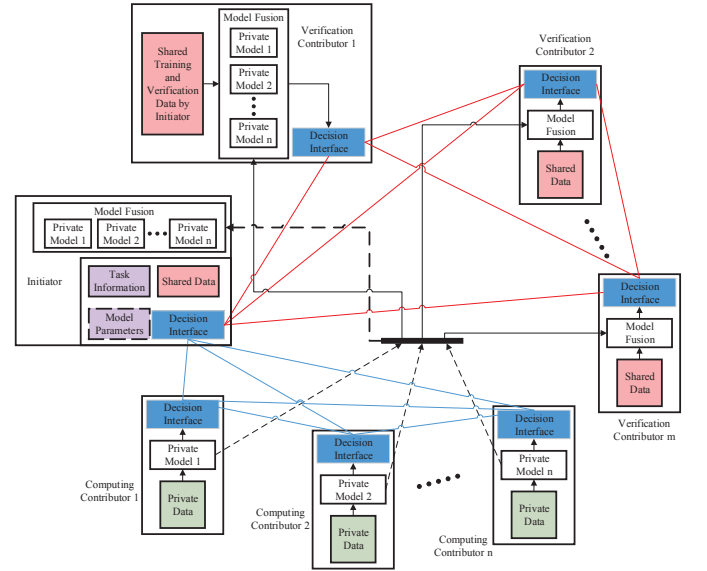 Model Fusion
Private
Model 1
Private
Model 2
Private
Model n
Shared
Training
and
Verification
Data by
Initiator
Verification
Contributor 1
Decision
Interface
Verification
Contributor 2
Decision
Interface
Model
Fusion
Shared
Data
Model Fusion
Private
Model 1
Private
Model 2
Private
Model n
Initiator
Task
Information
Shared Data
Model
Parameters
Decision
Interface
Decision
Interface
Model
Fusion
Shared
Data
Verification
Contributor m
Decision
Interface
Private
Model 1
Private
Data
Computing
Contributor 1
Decision
Interface
Private
Model 2
Private
Data
Computing
Contributor 2
Decision
Interface
Private
Model n
Private
Data
Computing
Contributor n